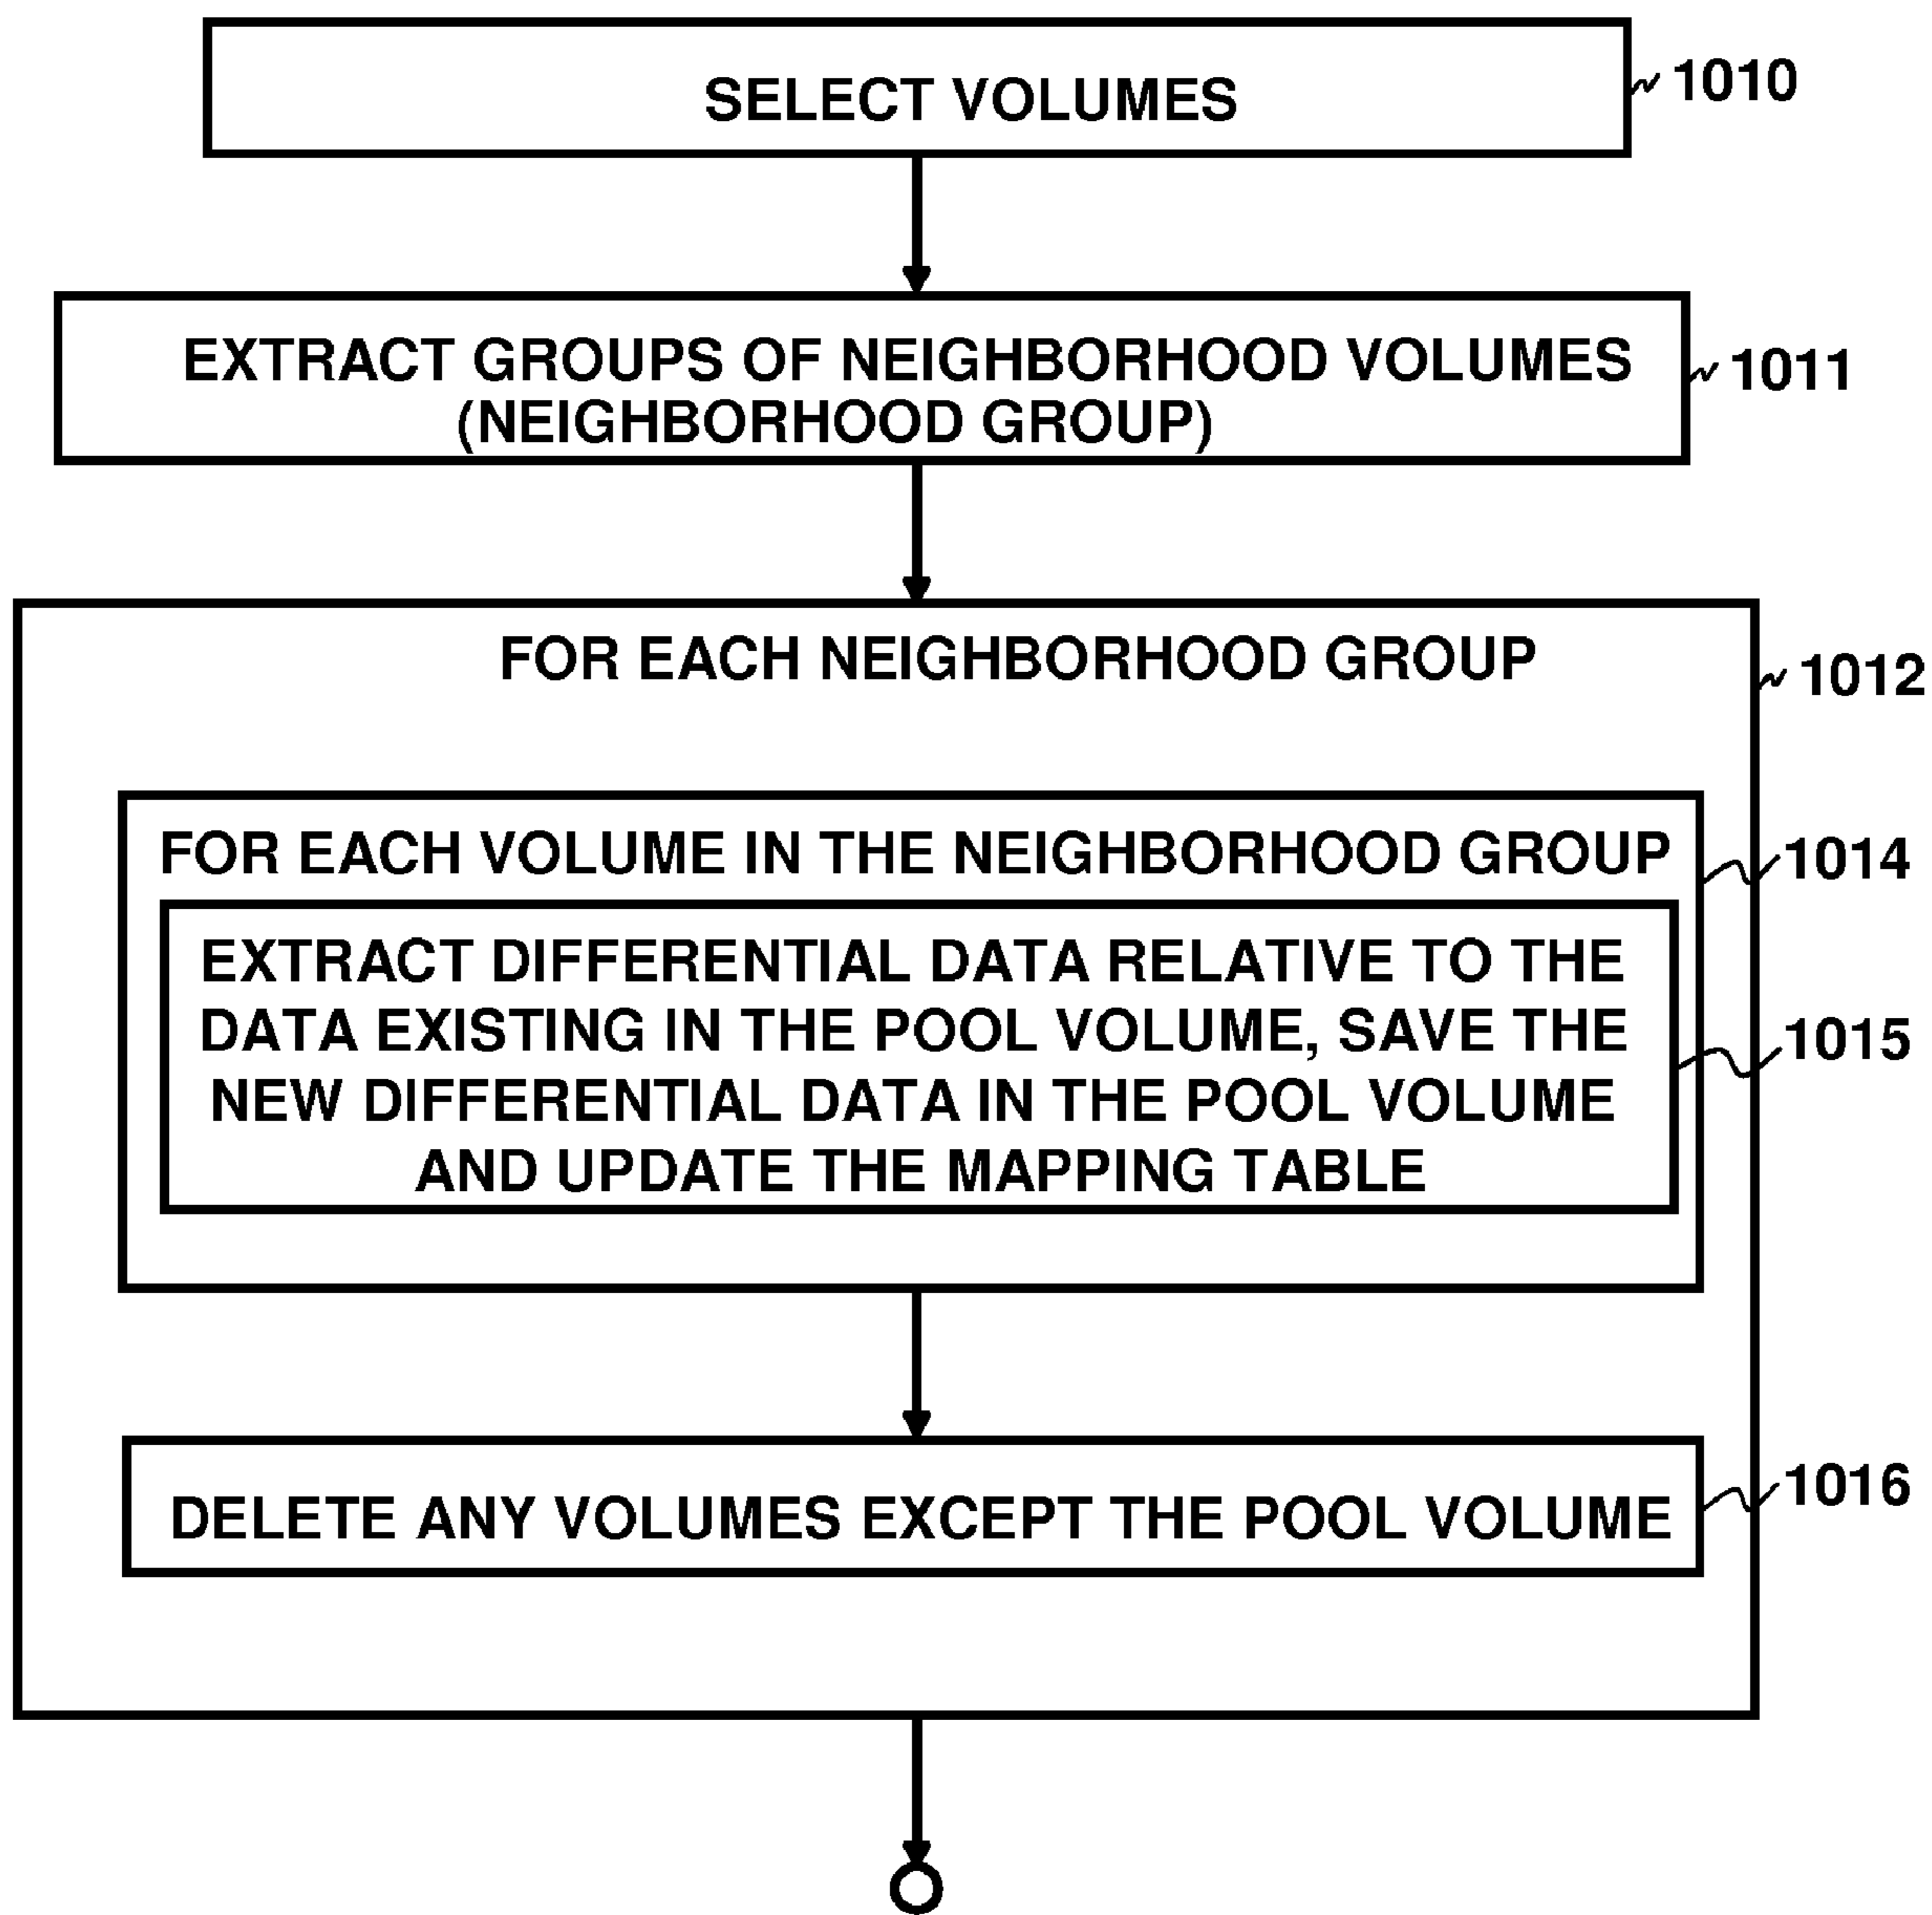 SELECT VOLUMES
1010
EXTRACT GROUPS OF NEIGHBORHOOD VOLUMES
(NEIGHBORHOOD GROUP)
1011
FOR EACH NEIGHBORHOOD GROUP
1012
FOR EACH VOLUME IN THE NEIGHBORHOOD GROUP
1014
EXTRACT DIFFERENTIAL DATA RELATIVE TO THE
DATA EXISTING IN THE POOL VOLUME, SAVE THE
NEW DIFFERENTIAL DATA IN THE POOL VOLUME
AND UPDATE THE MAPPING TABLE
1015
DELETE ANY VOLUMES EXCEPT THE POOL VOLUME
1016